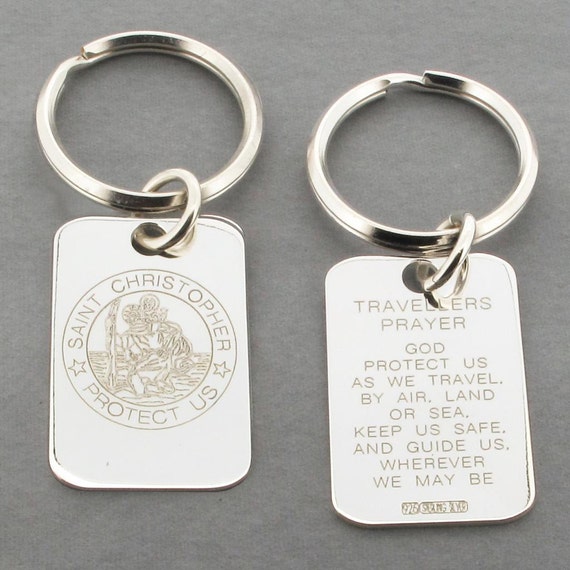 SAINT CHRISTOPHER
PROTECT US
TRAVELLERS
PRAYER
GOD
PROTECT US
AS WE TRAVEL.
BY AIR, LAND
OR SEA.
KEEP US SAFE.
AND GUIDE US,
WHEREVER
WE MAY BE
925